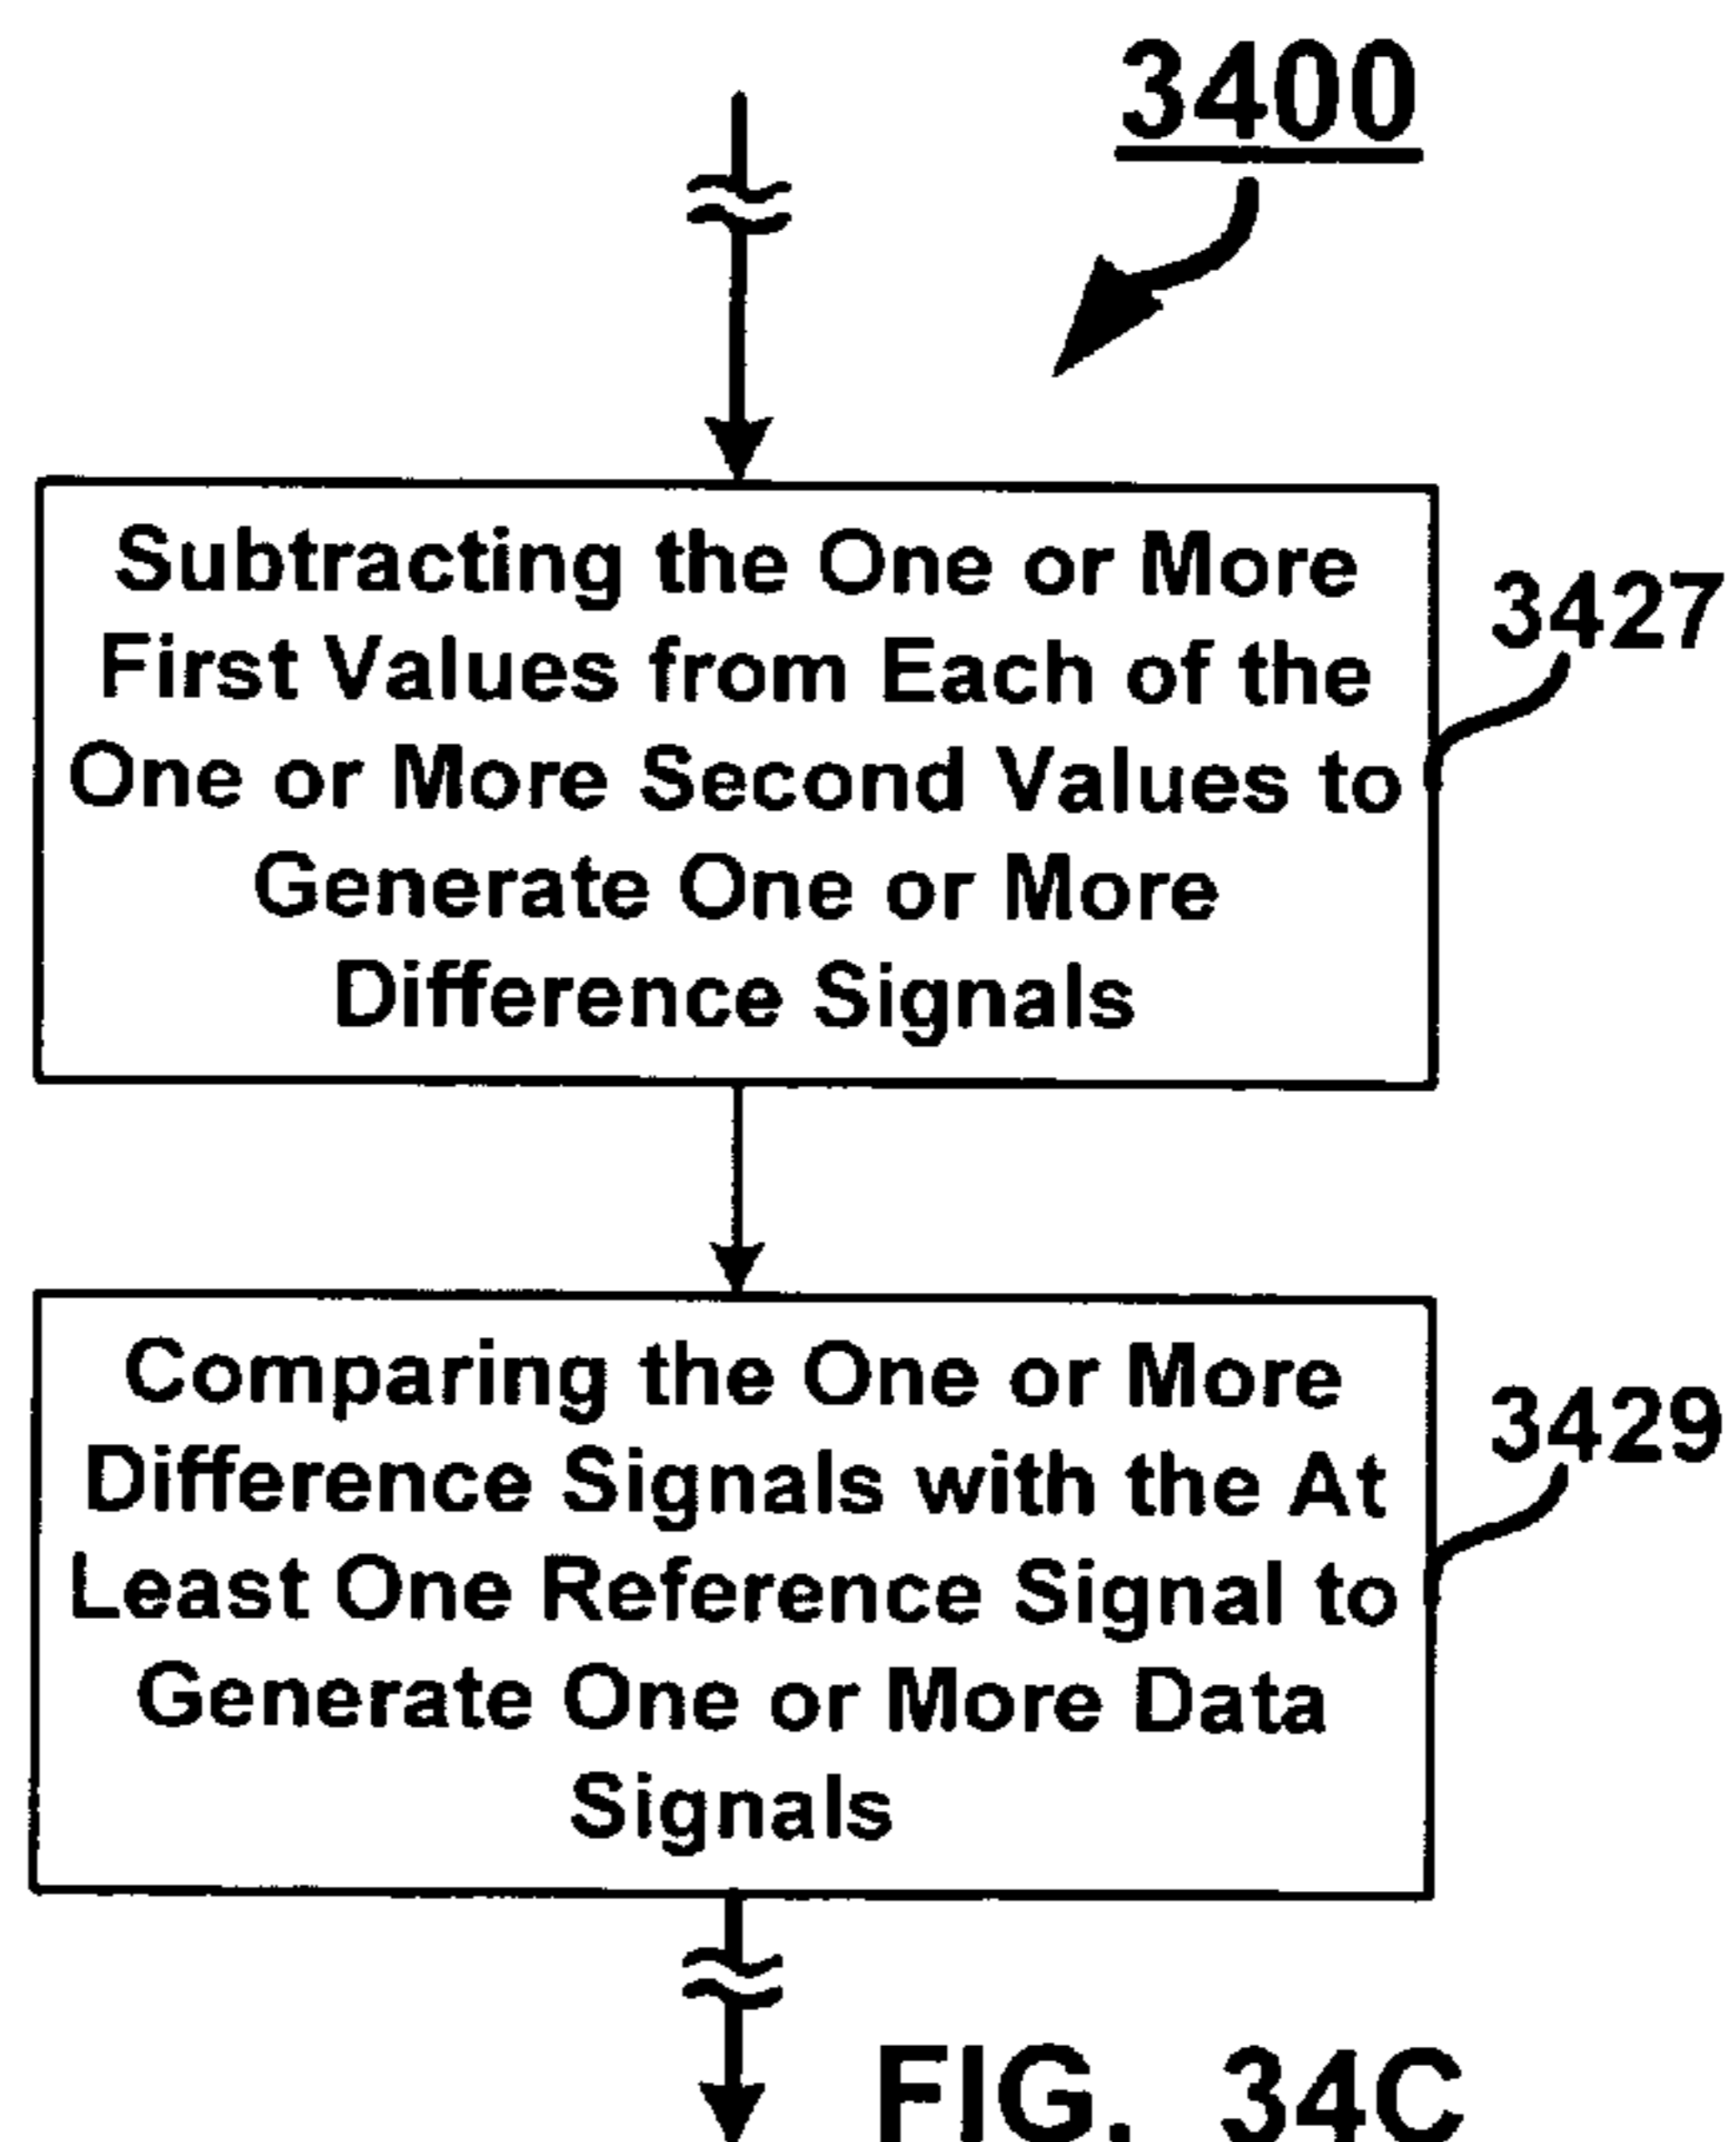 3400
Subtracting the One or More
First Values from Each of the
One or More Second Values to
Generate One or More
Difference Signals
3427
Comparing the One or More
Difference Signals with the At
Least One Reference Signal to
Generate One or More Data
Signals
3429
FIG. 34C